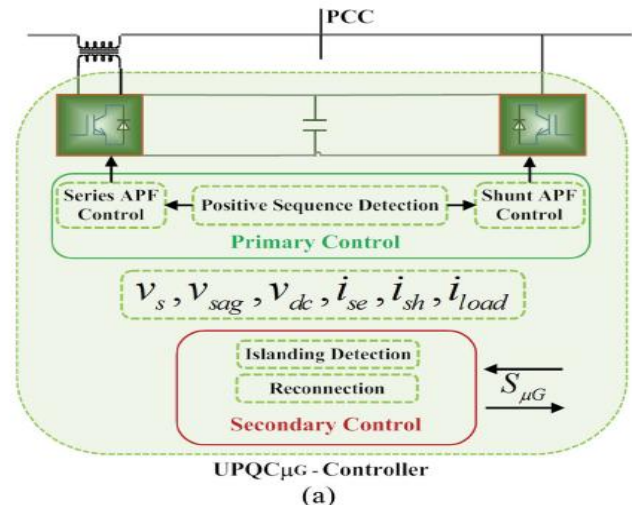 PCC
Series APF
Control
Positive Sequence Detection
Shunt APF
Control
Primary Control
v_s , v_sag , v_dc , i_se , i_sh , i_load
Islanding Detection
Reconnection
Secondary Control
S_μG
UPQCμG - Controller
(a)